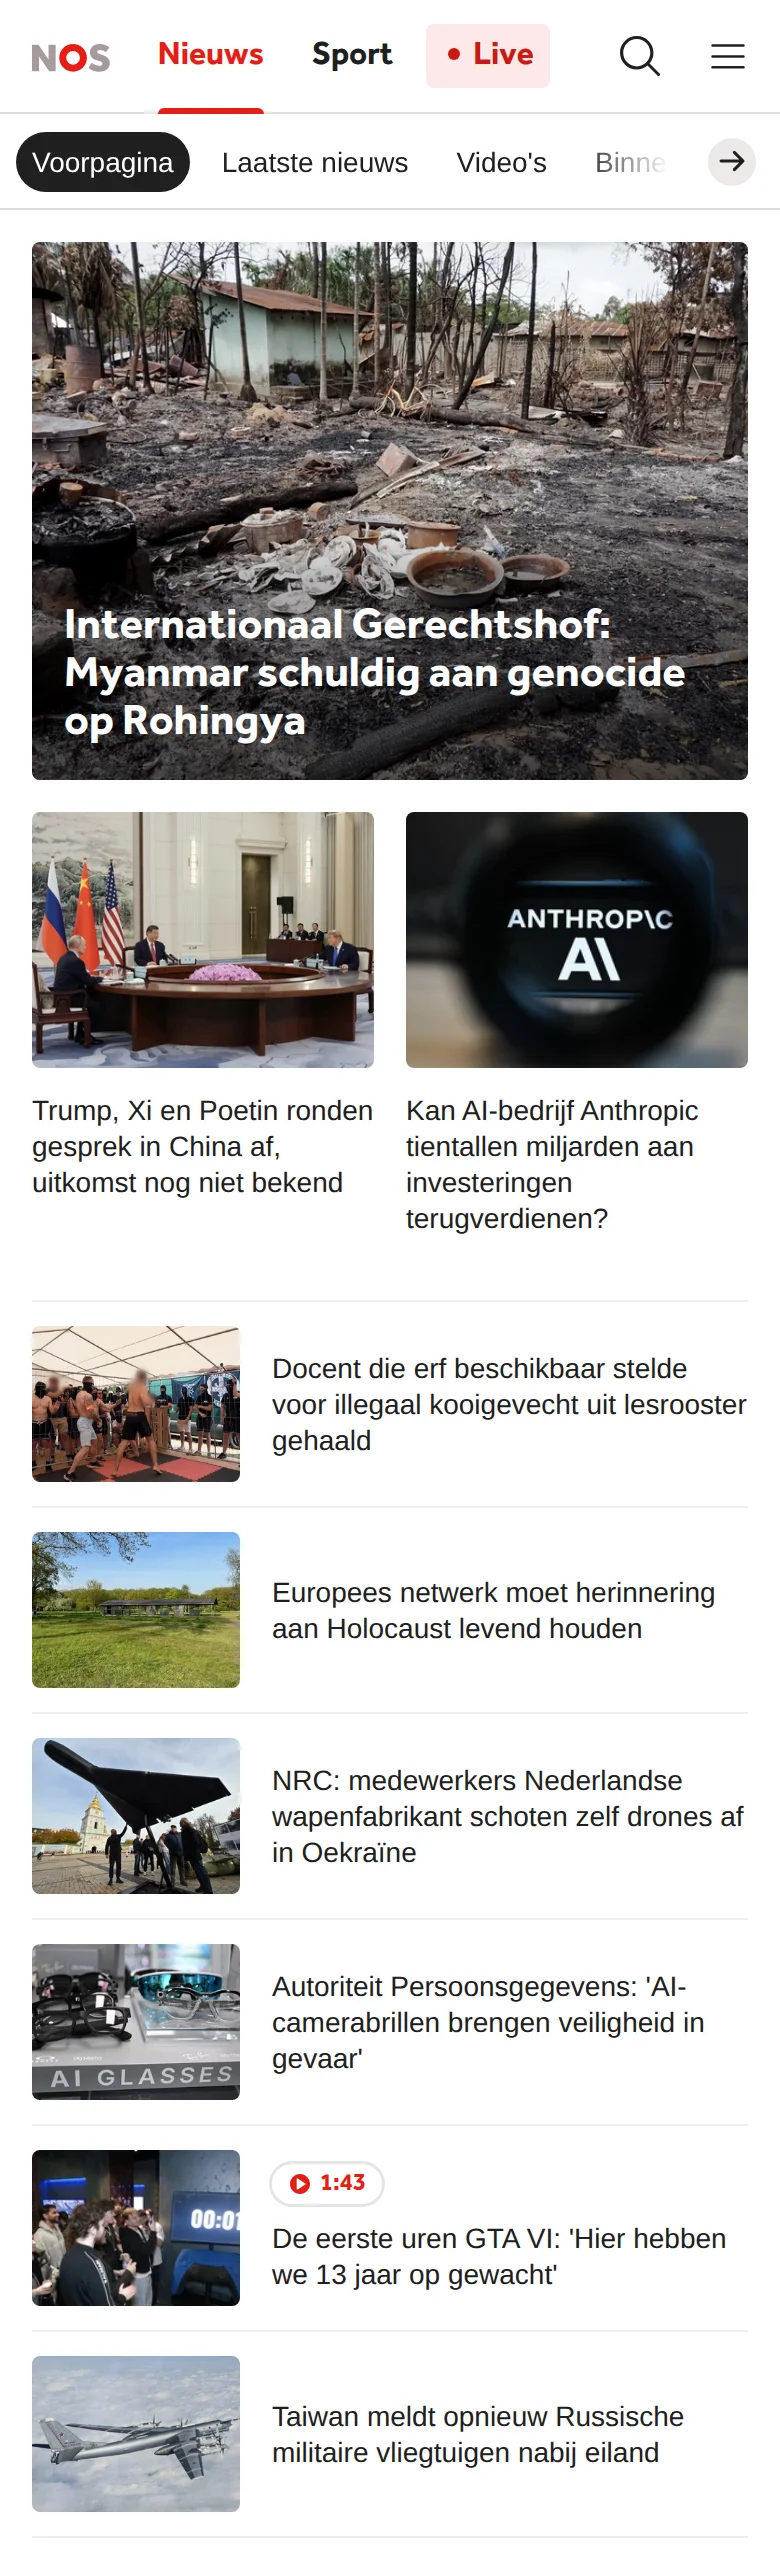 NOS
Nieuws
Sport
Live
Voorpagina
Laatste nieuws
Video's
Binne
Internationaal Gerechtshof:
Myanmar schuldig aan genocide
op Rohingya
ANTHROP\C
A\
Trump, Xi en Poetin ronden
gesprek in China af,
uitkomst nog niet bekend
Kan AI-bedrijf Anthropic
tientallen miljarden aan
investeringen
terugverdienen?
Docent die erf beschikbaar stelde
voor illegaal kooigevecht uit lesrooster
gehaald
Europees netwerk moet herinnering
aan Holocaust levend houden
NRC: medewerkers Nederlandse
wapenfabrikant schoten zelf drones af
in Oekraïne
AI GLASSES
Autoriteit Persoonsgegevens: 'AI-
camerabrillen brengen veiligheid in
gevaar'
00:01
1:43
De eerste uren GTA VI: 'Hier hebben
we 13 jaar op gewacht'
Taiwan meldt opnieuw Russische
militaire vliegtuigen nabij eiland